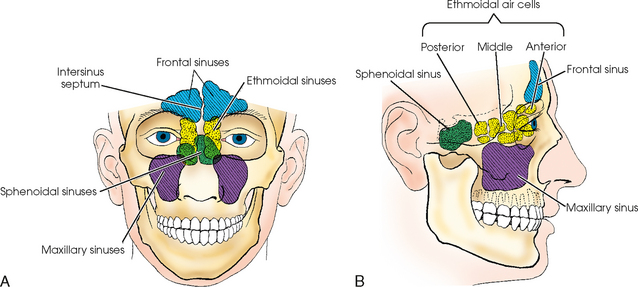 Frontal sinuses
Intersinus
septum
Ethmoidal sinuses
Sphenoidal sinuses
Maxillary sinuses
A
Ethmoidal air cells
Posterior
Middle
Anterior
Sphenoidal sinus
Frontal sinus
Maxillary sinus
B